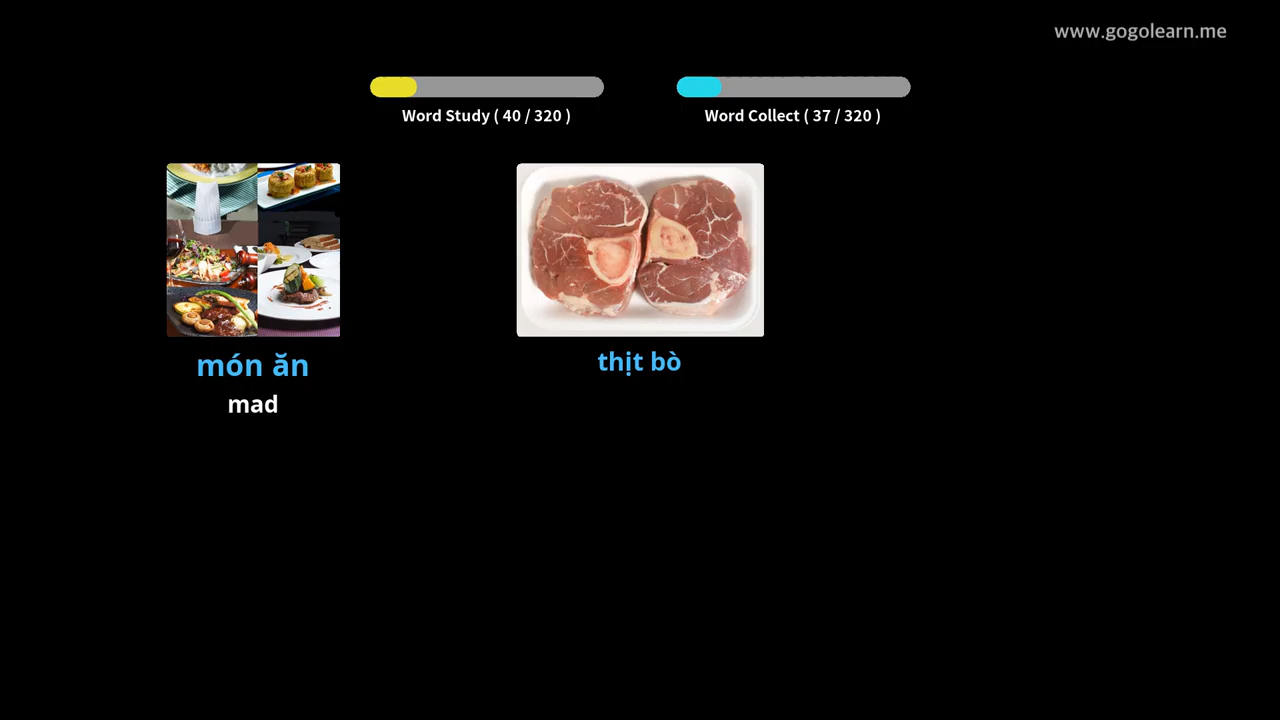 www.gogolearn.me
Word Study ( 40 / 320 )
Word Collect ( 37 / 320 )
món ăn
mad
thịt bò